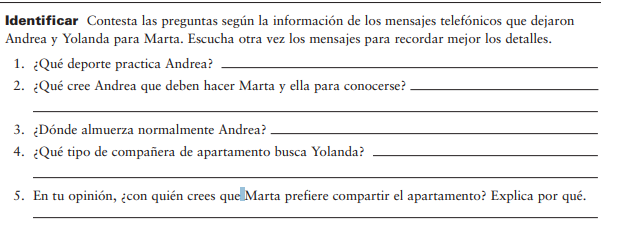 Identificar Contesta las preguntas según la información de los mensajes telefónicos que dejaron
Andrea y Yolanda para Marta. Escucha otra vez los mensajes para recordar mejor los detalles.
1. ¿Qué deporte practica Andrea?
2. ¿Qué cree Andrea que deben hacer Marta y ella para conocerse?
3. ¿Dónde almuerza normalmente Andrea?
4. ¿Qué tipo de compañera de apartamento busca Yolanda?
5. En tu opinión, ¿con quién crees que Marta prefiere compartir el apartamento? Explica por qué.